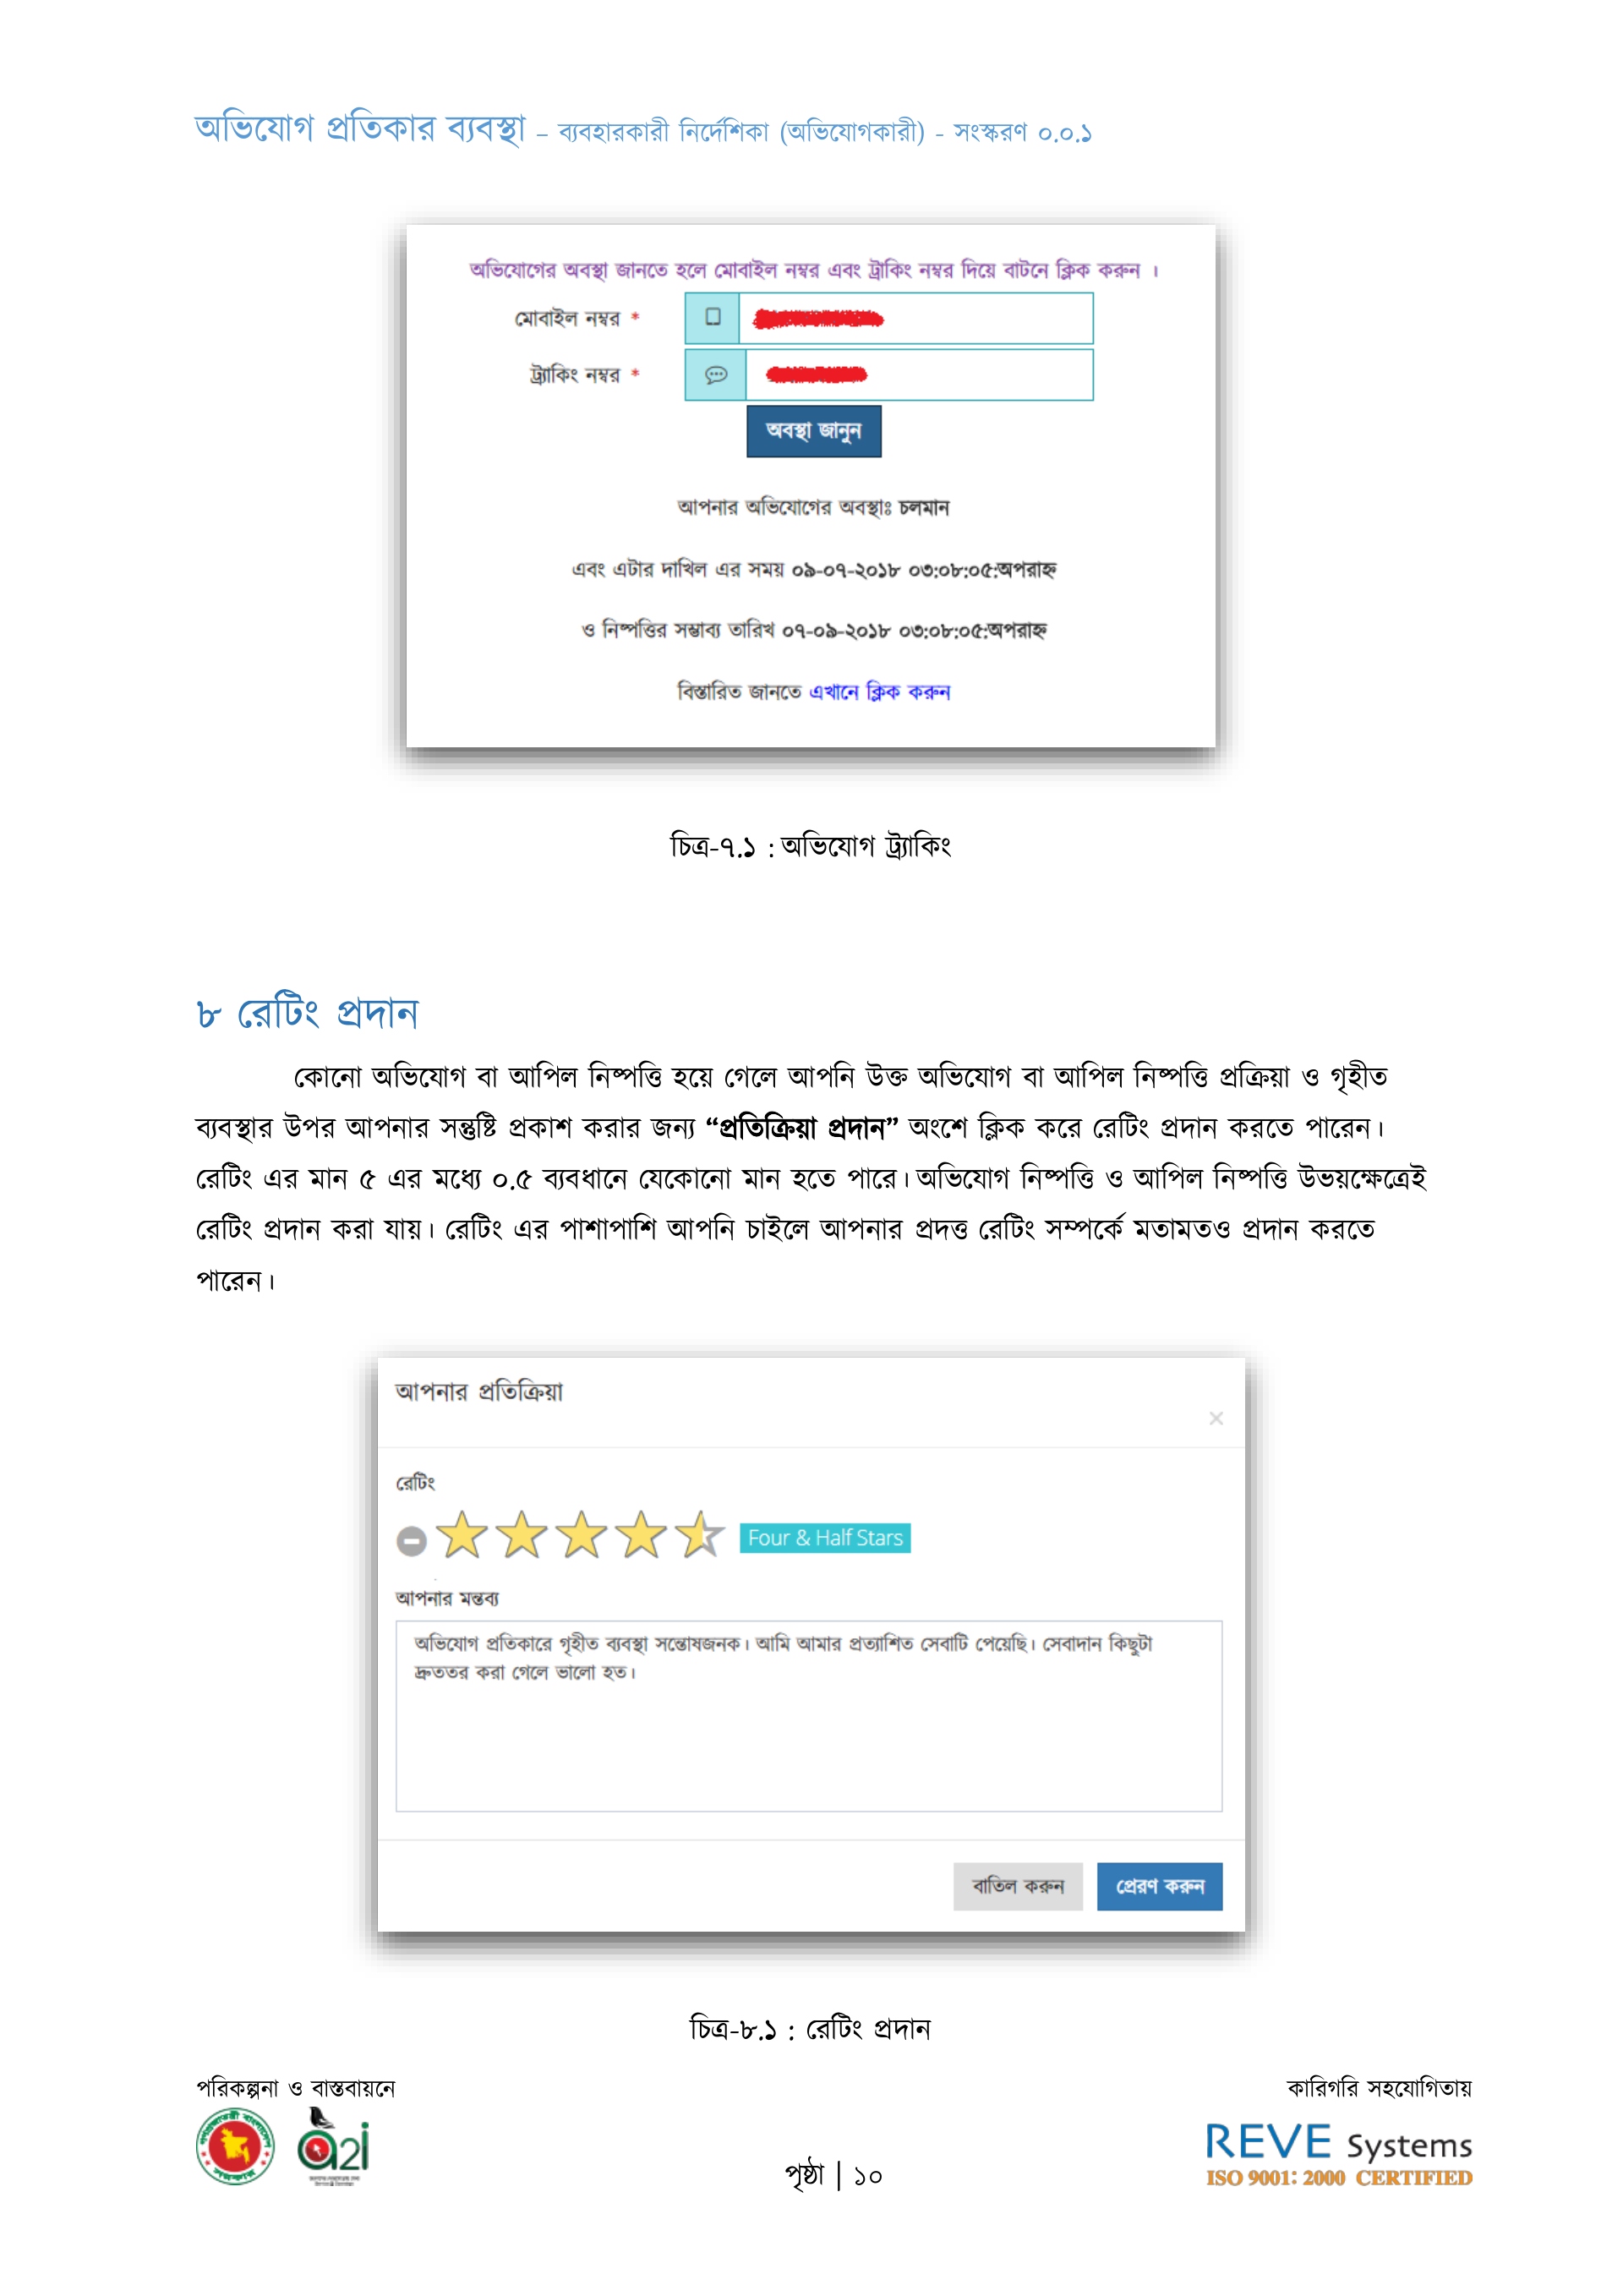 অভিযোগ প্রতিকার ব্যবস্থা – ব্যবহারকারী নির্দেশিকা (অভিযোগকারী) - সংস্করণ ০.০.১
অভিযোগের অবস্থা জানতে হলে মোবাইল নম্বর এবং ট্রাকিং নম্বর দিয়ে বাটনে ক্লিক করুন ।
মোবাইল নম্বর *
ট্র্যাকিং নম্বর *
অবস্থা জানুন
আপনার অভিযোগের অবস্থাঃ চলমান
এবং এটার দাখিল এর সময় ০৯-০৭-২০১৮ ০৩:০৮:০৫:অপরাহ্ন
ও নিষ্পত্তির সম্ভাব্য তারিখ ০৭-০৯-২০১৮ ০৩:০৮:০৫:অপরাহ্ন
বিস্তারিত জানতে এখানে ক্লিক করুন
চিত্র-৭.১ : অভিযোগ ট্র্যাকিং
৮ রেটিং প্রদান
কোনো অভিযোগ বা আপিল নিষ্পত্তি হয়ে গেলে আপনি উক্ত অভিযোগ বা আপিল নিষ্পত্তি প্রক্রিয়া ও গৃহীত
ব্যবস্থার উপর আপনার সন্তুষ্টি প্রকাশ করার জন্য “প্রতিক্রিয়া প্রদান” অংশে ক্লিক করে রেটিং প্রদান করতে পারেন।
রেটিং এর মান ৫ এর মধ্যে ০.৫ ব্যবধানে যেকোনো মান হতে পারে। অভিযোগ নিষ্পত্তি ও আপিল নিষ্পত্তি উভয়ক্ষেত্রেই
রেটিং প্রদান করা যায়। রেটিং এর পাশাপাশি আপনি চাইলে আপনার প্রদত্ত রেটিং সম্পর্কে মতামতও প্রদান করতে
পারেন।
আপনার প্রতিক্রিয়া
×
রেটিং
Four & Half Stars
আপনার মন্তব্য
অভিযোগ প্রতিকারে গৃহীত ব্যবস্থা সন্তোষজনক। আমি আমার প্রত্যাশিত সেবাটি পেয়েছি। সেবাদান কিছুটা
দ্রুততর করা গেলে ভালো হত।
বাতিল করুন প্রেরণ করুন
চিত্র-৮.১ : রেটিং প্রদান
পরিকল্পনা ও বাস্তবায়নে
কারিগরি সহযোগিতায়
গণপ্রজাতন্ত্রী বাংলাদেশ
সরকার
a2i
REVE Systems
ISO 9001: 2000 CERTIFIED
পৃষ্ঠা | ১০